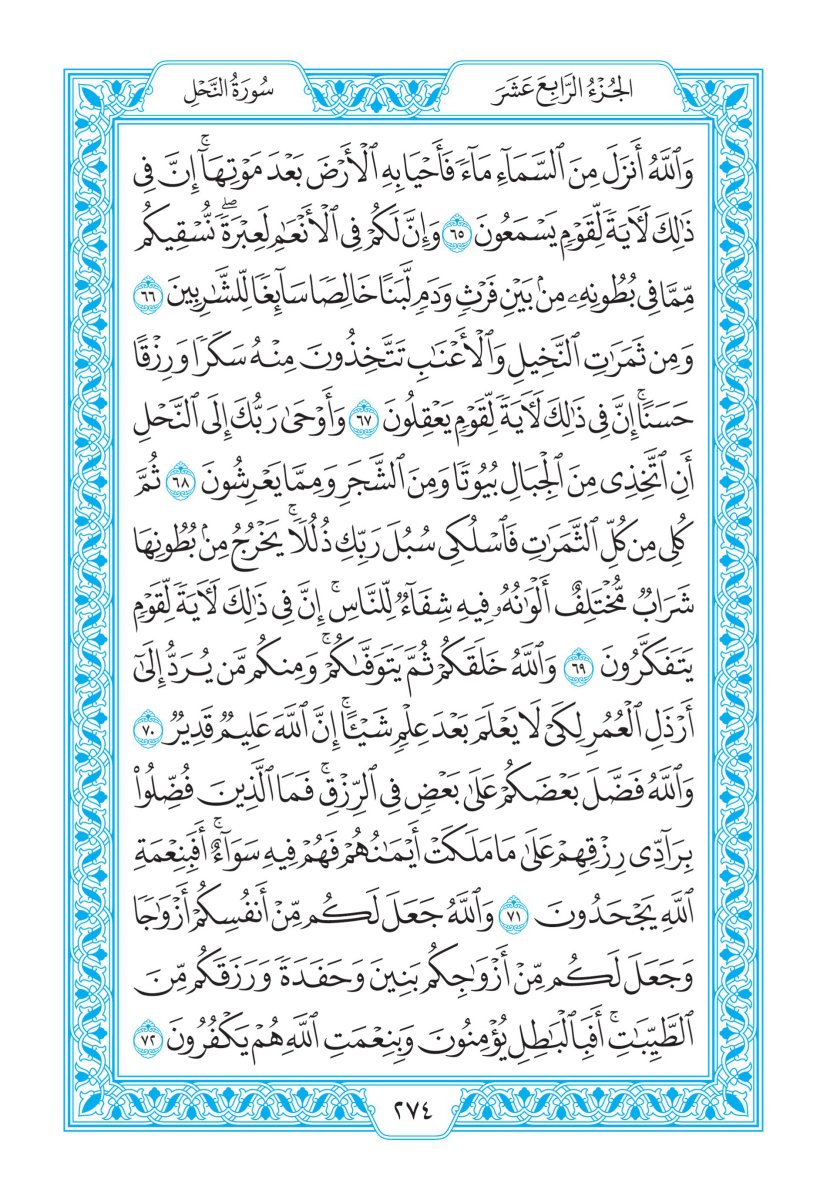 الجُزْءُ الرَّابِعَ عَشَرَ
سُورَةُ النَّحْلِ
وَٱللَّهُ أَنزَلَ مِنَ ٱلسَّمَآءِ مَآءٗ فَأَحۡيَا بِهِ ٱلۡأَرۡضَ بَعۡدَ مَوۡتِهَآۚ إِنَّ فِي
ذَٰلِكَ لَأٓيَةٗ لِّقَوۡمٖ يَسۡمَعُونَ ٦٥ وَإِنَّ لَكُمۡ فِي ٱلۡأَنۡعَٰمِ لَعِبۡرَةٗۖ نُّسۡقِيكُم
مِّمَّا فِي بُطُونِهِۦ مِنۢ بَيۡنِ فَرۡثٖ وَدَمٖ لَّبَنًا خَالِصٗا سَآئِغٗا لِّلشَّٰرِبِينَ ٦٦
وَمِن ثَمَرَٰتِ ٱلنَّخِيلِ وَٱلۡأَعۡنَٰبِ تَتَّخِذُونَ مِنۡهُ سَكَرٗا وَرِزۡقًا
حَسَنًاۚ إِنَّ فِي ذَٰلِكَ لَأٓيَةٗ لِّقَوۡمٖ يَعۡقِلُونَ ٦٧ وَأَوۡحَىٰ رَبُّكَ إِلَى ٱلنَّحۡلِ
أَنِ ٱتَّخِذِي مِنَ ٱلۡجِبَالِ بُيُوتٗا وَمِنَ ٱلشَّجَرِ وَمِمَّا يَعۡرِشُونَ ٦٨ ثُمَّ
كُلِي مِن كُلِّ ٱلثَّمَرَٰتِ فَٱسۡلُكِي سُبُلَ رَبِّكِ ذُلُلٗاۚ يَخۡرُجُ مِنۢ بُطُونِهَا
شَرَابٞ مُّخۡتَلِفٌ أَلۡوَٰنُهُۥ فِيهِ شِفَآءٞ لِّلنَّاسِۚ إِنَّ فِي ذَٰلِكَ لَأٓيَةٗ لِّقَوۡمٖ
يَتَفَكَّرُونَ ٦٩ وَٱللَّهُ خَلَقَكُمۡ ثُمَّ يَتَوَفَّىٰكُمۡۚ وَمِنكُم مَّن يُرَدُّ إِلَىٰٓ
أَرۡذَلِ ٱلۡعُمُرِ لِكَيۡ لَا يَعۡلَمَ بَعۡدَ عِلۡمٖ شَيۡـًٔاۚ إِنَّ ٱللَّهَ عَلِيمٞ قَدِيرٞ ٧٠
وَٱللَّهُ فَضَّلَ بَعۡضَكُمۡ عَلَىٰ بَعۡضٖ فِي ٱلرِّزۡقِۚ فَمَا ٱلَّذِينَ فُضِّلُواْ
بِرَآدِّي رِزۡقِهِمۡ عَلَىٰ مَا مَلَكَتۡ أَيۡمَٰنُهُمۡ فَهُمۡ فِيهِ سَوَآءٌۚ أَفَبِنِعۡمَةِ
ٱللَّهِ يَجۡحَدُونَ ٧١ وَٱللَّهُ جَعَلَ لَكُم مِّنۡ أَنفُسِكُمۡ أَزۡوَٰجٗا
وَجَعَلَ لَكُم مِّنۡ أَزۡوَٰجِكُم بَنِينَ وَحَفَدَةٗ وَرَزَقَكُم مِّنَ
ٱلطَّيِّبَٰتِۚ أَفَبِٱلۡبَٰطِلِ يُؤۡمِنُونَ وَبِنِعۡمَتِ ٱللَّهِ هُمۡ يَكۡفُرُونَ ٧٢
٢٧٤